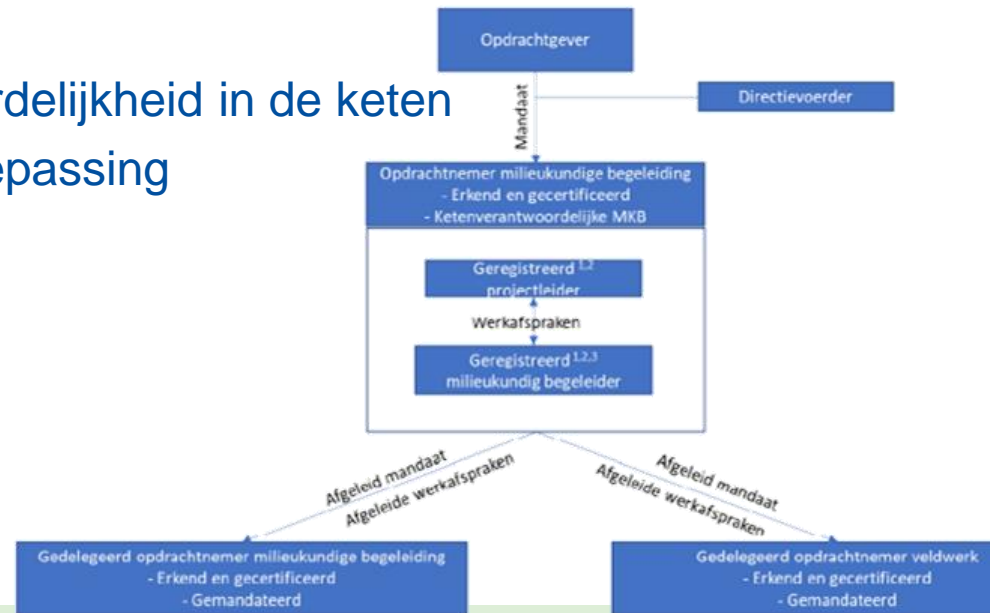 rdelijkheid in de keten
epassing
Opdrachtgever
Mandaat
Directievoerder
Opdrachtnemer milieukundige begeleiding
- Erkend en gecertificeerd
- Ketenverantwoordelijke MKB
Geregistreerd 1,2
projectleider
Werkafspraken
Geregistreerd 1,2,3
milieukundig begeleider
Afgeleid mandaat
Afgeleide werkafspraken
Afgeleid mandaat
Afgeleide werkafspraken
Gedelegeerd opdrachtnemer milieukundige begeleiding
- Erkend en gecertificeerd
- Gemandateerd
Gedelegeerd opdrachtnemer veldwerk
- Erkend en gecertificeerd
- Gemandateerd